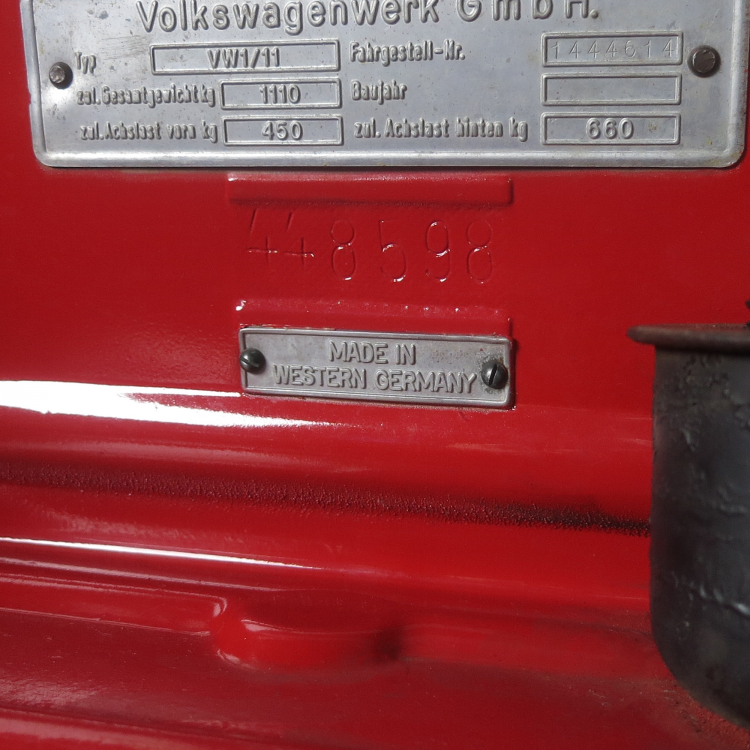 Volkswagenwerk GmbH.
Typ VW1/11 Fahrgestell-Nr. 1444614
zul. Gesamtgewicht kg 1110 Baujahr
zul. Achslast vorn kg 450 zul. Achslast hinten kg 660
448598
MADE IN
WESTERN GERMANY